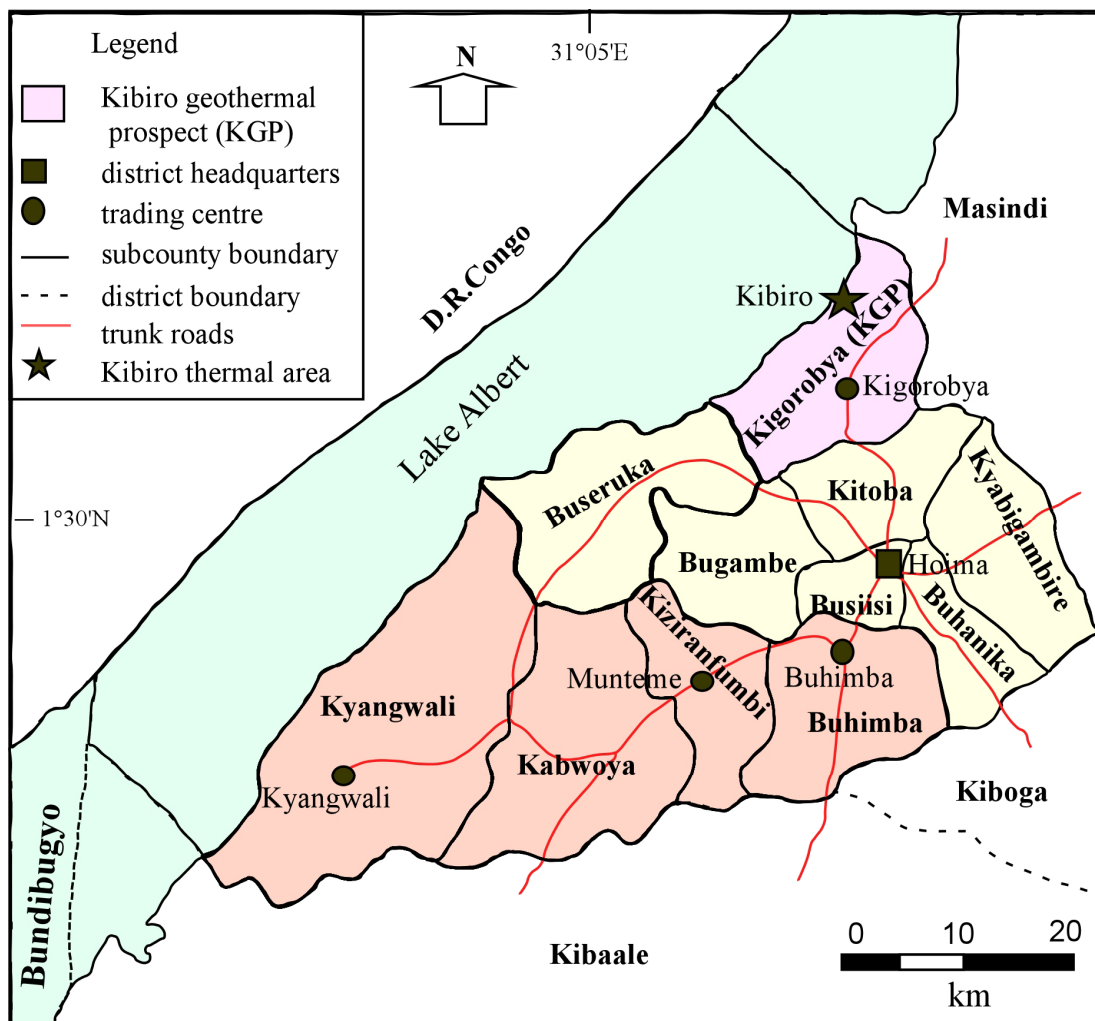 Legend
Kibiro geothermal
prospect (KGP)
district headquarters
trading centre
subcounty boundary
district boundary
trunk roads
Kibiro thermal area
31°05'E
N
Masindi
D.R.Congo
Kibiro
Kigorobya (KGP)
Kigorobya
Lake Albert
Buseruka
Kitoba
Kyabigambire
1°30'N
Bugambe
Hoima
Busiisi
Buhanika
Kiziranfumbi
Munteme
Buhimba
Kyangwali
Buhimba
Kabwoya
Kyangwali
Kiboga
Bundibugyo
Kibaale
0 10 20
km